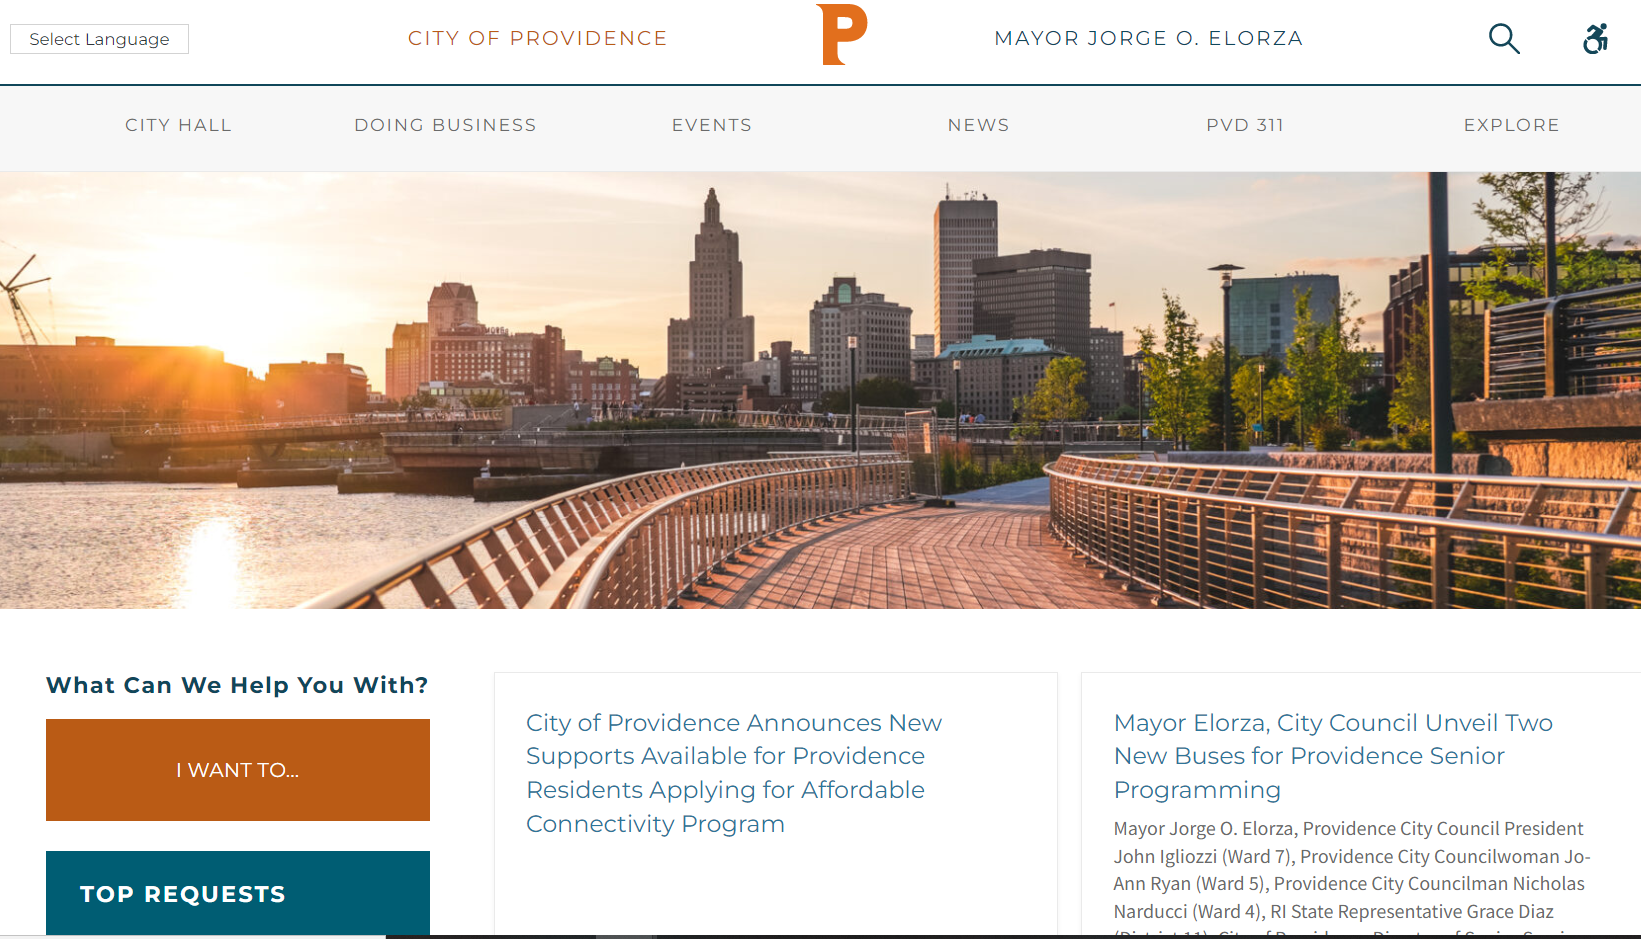 Select Language
CITY OF PROVIDENCE
P
MAYOR JORGE O. ELORZA
CITY HALL
DOING BUSINESS
EVENTS
NEWS
PVD 311
EXPLORE
What Can We Help You With?
I WANT TO...
TOP REQUESTS
City of Providence Announces New
Supports Available for Providence
Residents Applying for Affordable
Connectivity Program
Mayor Elorza, City Council Unveil Two
New Buses for Providence Senior
Programming
Mayor Jorge O. Elorza, Providence City Council President
John Igliozzi (Ward 7), Providence City Councilwoman Jo-
Ann Ryan (Ward 5), Providence City Councilman Nicholas
Narducci (Ward 4), RI State Representative Grace Diaz